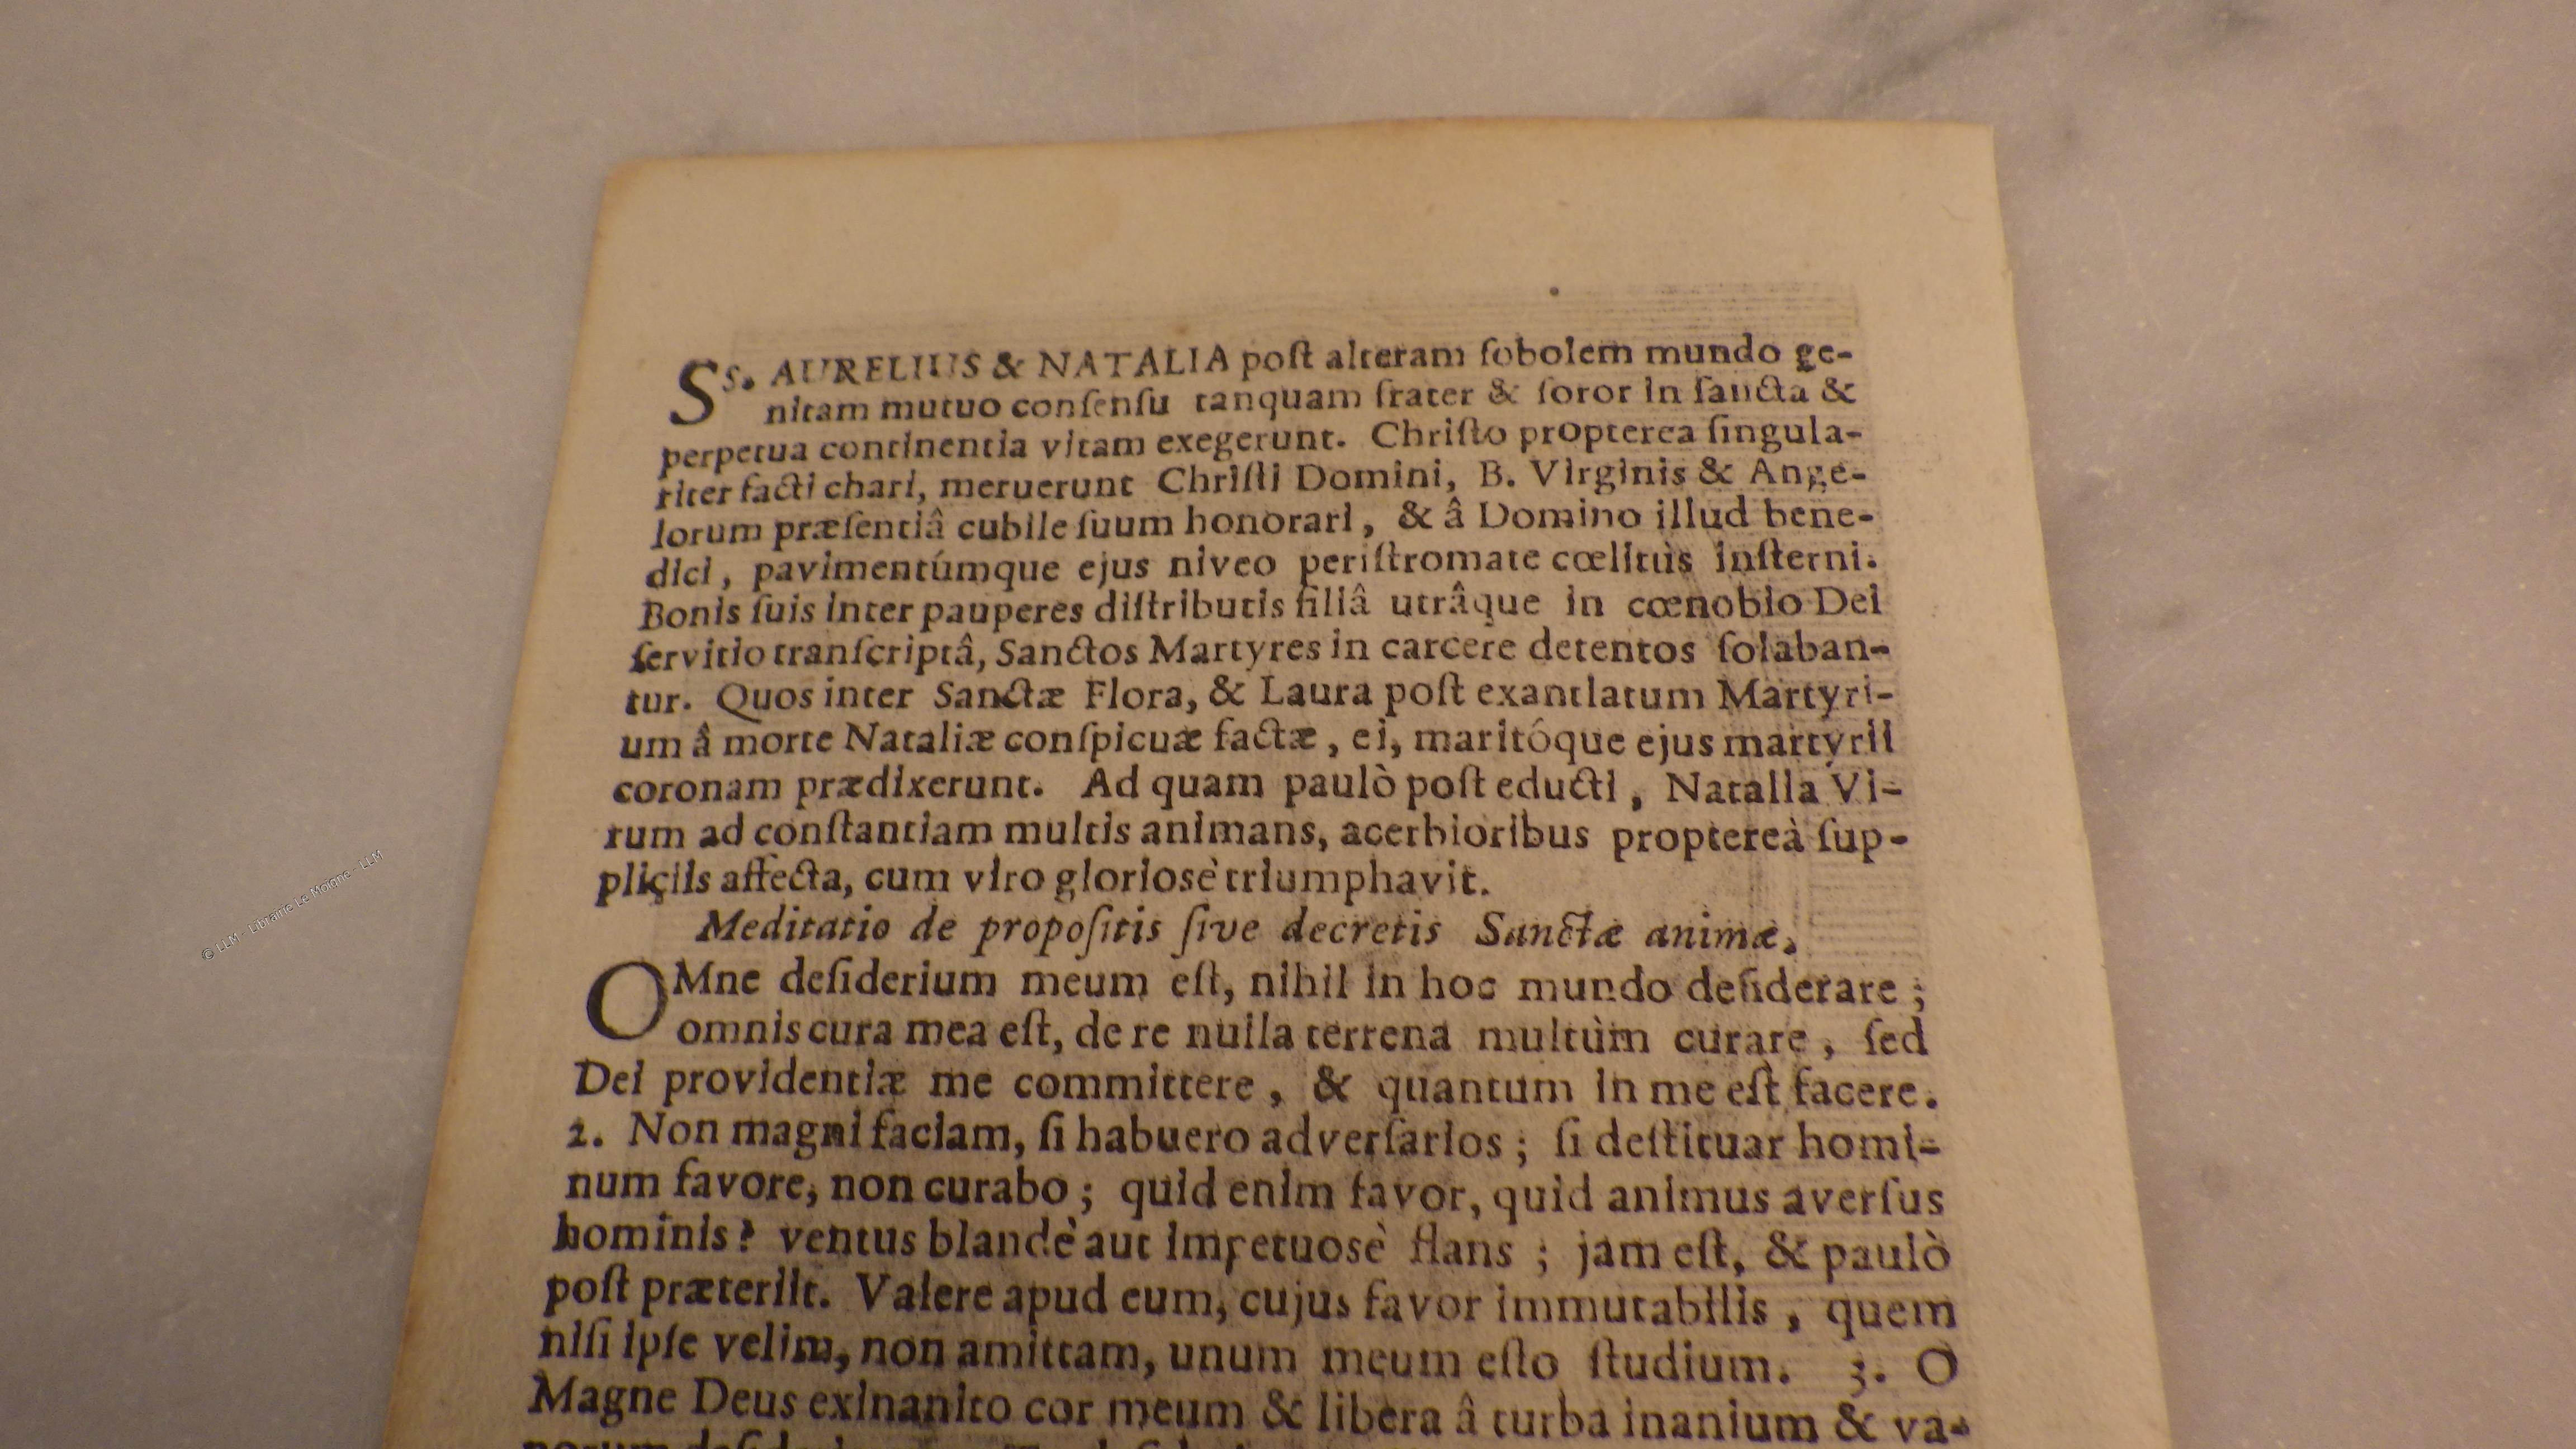 Ss. AURELIUS & NATALIA poſt alteram ſobolem mundo ge-
nitam mutuo conſenſu tanquam frater & ſoror in ſancta &
perpetua continentia vitam exegerunt. Chriſto propterea ſingula-
riter facti chari, meruerunt Chriſti Domini, B. Virginis & Ange-
lorum præſentiâ cubile ſuum honorari, & â Domino illud bene-
dici, pavimentúmque ejus niveo periſtromate cœlitùs inſterni.
Bonis ſuis inter pauperes diſtributis filiâ utrâque in cœnobio Dei
ſervitio tranſcriptâ, Sanctos Martyres in carcere detentos ſolaban-
tur. Quos inter Sanctæ Flora, & Laura poſt exantlatum Martyri-
um â morte Nataliæ conſpicuæ factæ, ei, maritóque ejus martyrii
coronam prædixerunt. Ad quam paulò poſt educti, Natalia Vi-
rum ad conſtantiam multis animans, acerbioribus proptereà ſup-
pliçiis affecta, cum viro gloriosè triumphavit.
Meditatio de propoſitis ſive decretis Sanctæ animæ.
OMne deſiderium meum eſt, nihil in hoc mundo deſiderare;
omnis cura mea eſt, de re nulla terrena multùm curare, ſed
Dei providentiæ me committere, & quantum in me eſt facere.
2. Non magni faciam, ſi habuero adverſarios; ſi deſtituar homi-
num favore, non curabo; quid enim favor, quid animus averſus
hominis? ventus blandè aut impetuosè flans; jam eſt, & paulò
poſt præteriit. Valere apud eum, cujus favor immutabilis, quem
niſi ipſe velim, non amittam, unum meum eſto ſtudium. 3. O
Magne Deus exinanito cor meum & libera â turba inanium & va-
© LLM - Librairie Le Moigne - LLM